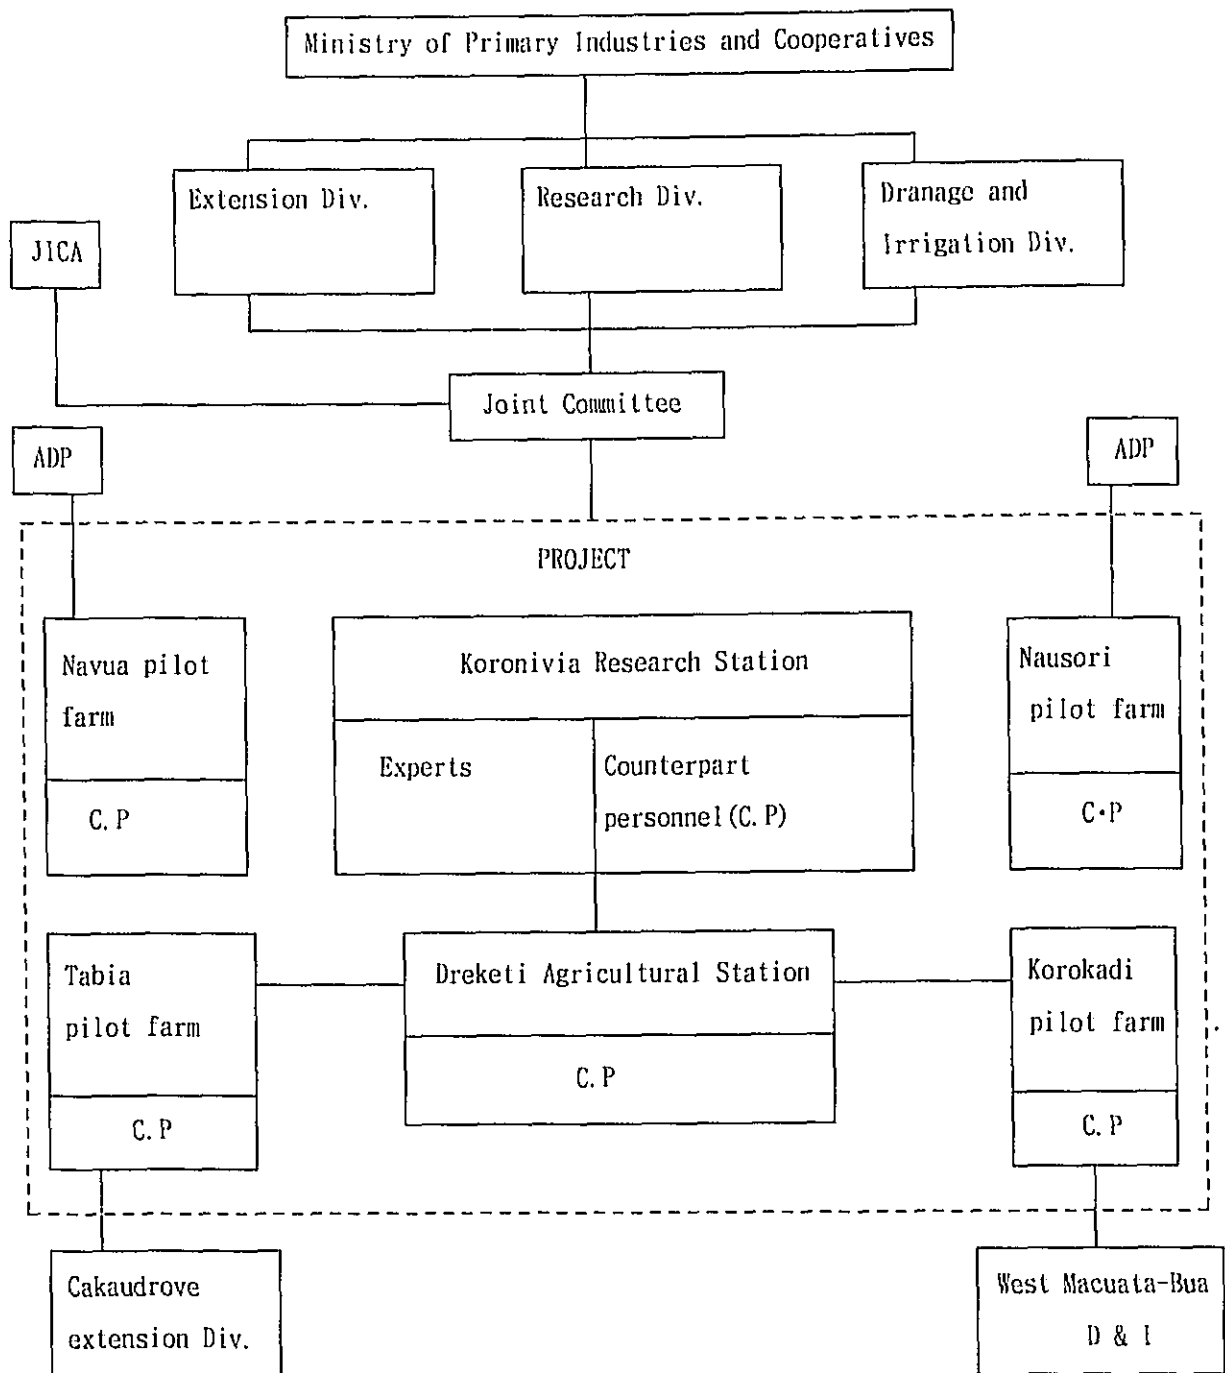 Ministry of Primary Industries and Cooperatives
Extension Div.
Research Div.
Dranage and
Irrigation Div.
JICA
Joint Committee
ADP
ADP
PROJECT
Navua pilot
farm
C.P
Koronivia Research Station
Experts
Counterpart
personnel(C.P)
Nausori
pilot farm
C·P
Tabia
pilot farm
C.P
Dreketi Agricultural Station
C.P
Korokadi
pilot farm
C.P
Cakaudrove
extension Div.
West Macuata-Bua
D & I